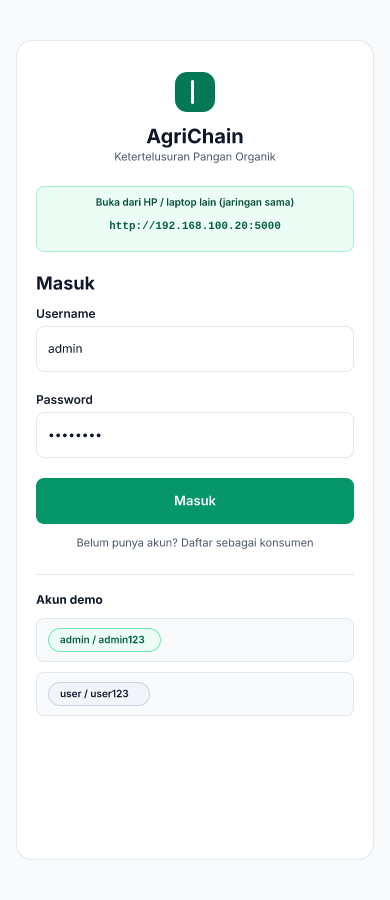 AgriChain
Ketertelusuran Pangan Organik
Buka dari HP / laptop lain (jaringan sama)
http://192.168.100.20:5000
Masuk
Username
admin
Password
••••••••
Masuk
Belum punya akun? Daftar sebagai konsumen
Akun demo
admin / admin123
user / user123